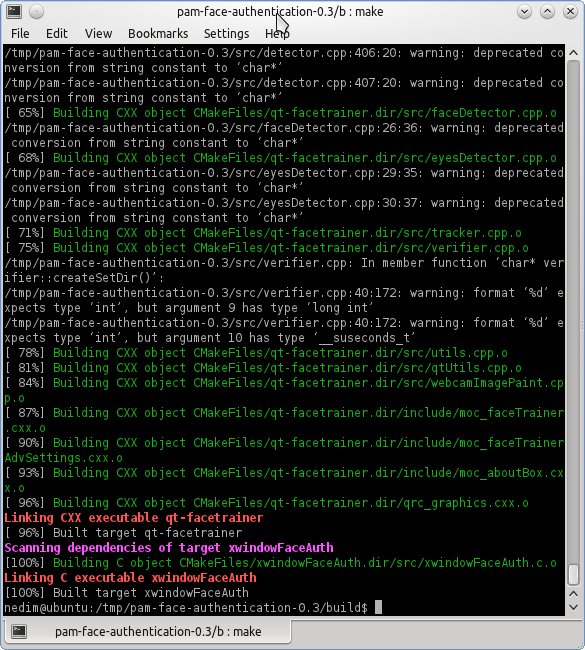 pam-face-authentication-0.3/b : make
File Edit View Bookmarks Settings Help
/tmp/pam-face-authentication-0.3/src/detector.cpp:406:20: warning: deprecated co
nversion from string constant to ‘char*’
/tmp/pam-face-authentication-0.3/src/detector.cpp:407:20: warning: deprecated co
nversion from string constant to ‘char*’
[ 65%] Building CXX object CMakeFiles/qt-facetrainer.dir/src/faceDetector.cpp.o
/tmp/pam-face-authentication-0.3/src/faceDetector.cpp:26:36: warning: deprecated
 conversion from string constant to ‘char*’
[ 68%] Building CXX object CMakeFiles/qt-facetrainer.dir/src/eyesDetector.cpp.o
/tmp/pam-face-authentication-0.3/src/eyesDetector.cpp:29:35: warning: deprecated
 conversion from string constant to ‘char*’
/tmp/pam-face-authentication-0.3/src/eyesDetector.cpp:30:37: warning: deprecated
 conversion from string constant to ‘char*’
[ 71%] Building CXX object CMakeFiles/qt-facetrainer.dir/src/tracker.cpp.o
[ 75%] Building CXX object CMakeFiles/qt-facetrainer.dir/src/verifier.cpp.o
/tmp/pam-face-authentication-0.3/src/verifier.cpp: In member function ‘char* ver
ifier::createSetDir()’:
/tmp/pam-face-authentication-0.3/src/verifier.cpp:40:172: warning: format ‘%d’ e
xpects type ‘int’, but argument 9 has type ‘long int’
/tmp/pam-face-authentication-0.3/src/verifier.cpp:40:172: warning: format ‘%d’ e
xpects type ‘int’, but argument 10 has type ‘__suseconds_t’
[ 78%] Building CXX object CMakeFiles/qt-facetrainer.dir/src/utils.cpp.o
[ 81%] Building CXX object CMakeFiles/qt-facetrainer.dir/src/qtUtils.cpp.o
[ 84%] Building CXX object CMakeFiles/qt-facetrainer.dir/src/webcamImagePaint.cp
p.o
[ 87%] Building CXX object CMakeFiles/qt-facetrainer.dir/include/moc_faceTrainer
.cxx.o
[ 90%] Building CXX object CMakeFiles/qt-facetrainer.dir/include/moc_faceTrainer
AdvSettings.cxx.o
[ 93%] Building CXX object CMakeFiles/qt-facetrainer.dir/include/moc_aboutBox.cx
x.o
[ 96%] Building CXX object CMakeFiles/qt-facetrainer.dir/qrc_graphics.cxx.o
Linking CXX executable qt-facetrainer
[ 96%] Built target qt-facetrainer
Scanning dependencies of target xwindowFaceAuth
[100%] Building C object CMakeFiles/xwindowFaceAuth.dir/src/xwindowFaceAuth.c.o
Linking C executable xwindowFaceAuth
[100%] Built target xwindowFaceAuth
nedim@ubuntu:/tmp/pam-face-authentication-0.3/build$
pam-face-authentication-0.3/b : make